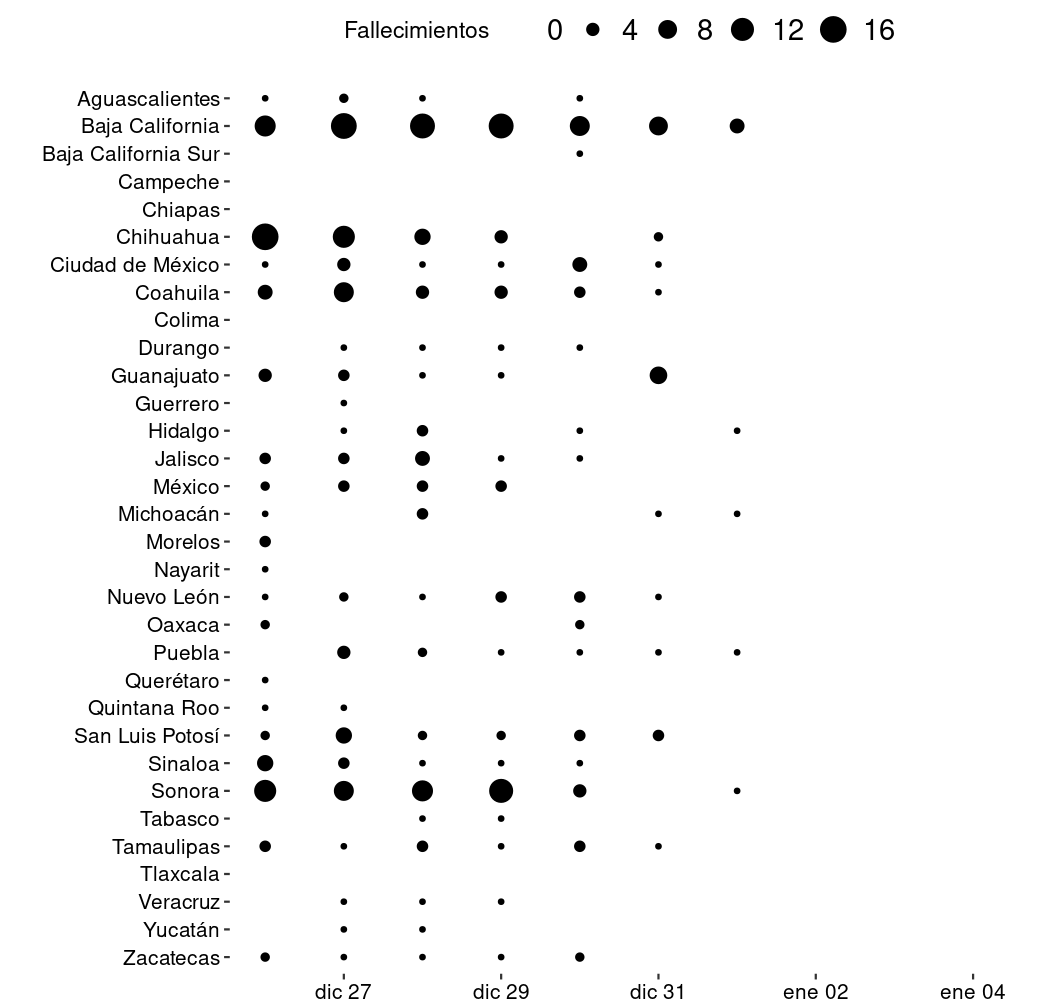 Fallecimientos 0 4 8 12 16
Aguascalientes
Baja California
Baja California Sur
Campeche
Chiapas
Chihuahua
Ciudad de México
Coahuila
Colima
Durango
Guanajuato
Guerrero
Hidalgo
Jalisco
México
Michoacán
Morelos
Nayarit
Nuevo León
Oaxaca
Puebla
Querétaro
Quintana Roo
San Luis Potosí
Sinaloa
Sonora
Tabasco
Tamaulipas
Tlaxcala
Veracruz
Yucatán
Zacatecas
dic 27 dic 29 dic 31 ene 02 ene 04